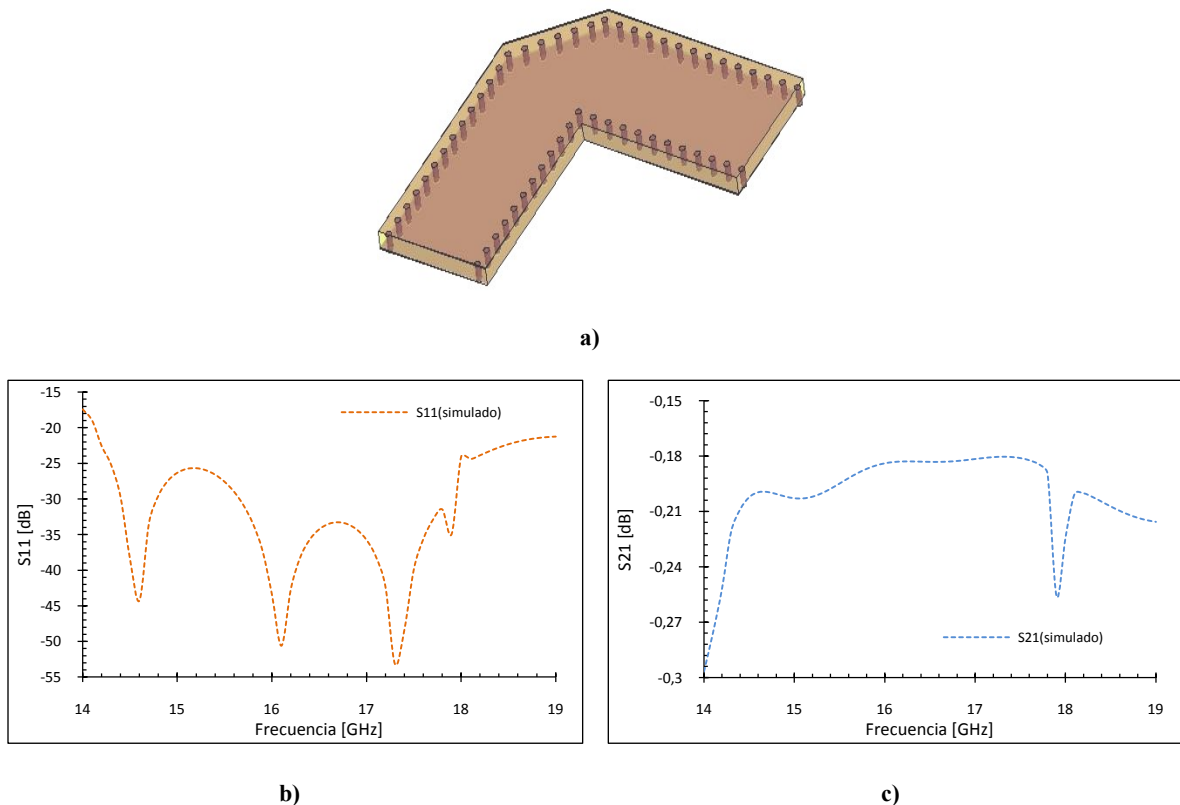 a)
-15
-20
-25
-30
-35
-40
-45
-50
-55
S11 [dB]
S11(simulado)
14 15 16 17 18 19
Frecuencia [GHz]
b)
-0,15
-0,18
-0,21
-0,24
-0,27
-0,3
S21 [dB]
S21(simulado)
14 15 16 17 18 19
Frecuencia [GHz]
c)